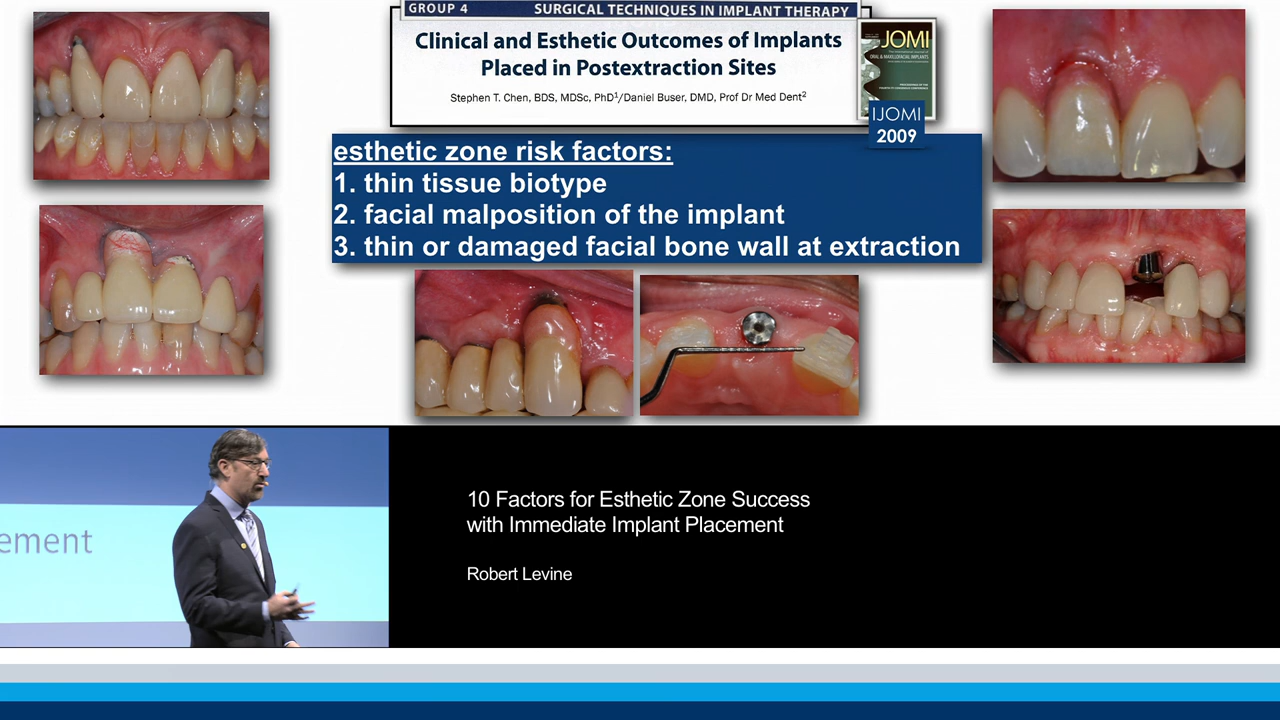 GROUP 4 SURGICAL TECHNIQUES IN IMPLANT THERAPY
Clinical and Esthetic Outcomes of Implants
Placed in Postextraction Sites
Stephen T. Chen, BDS, MDSc, PhD1/Daniel Buser, DMD, Prof Dr Med Dent2
JOMI
IJOMI
2009
esthetic zone risk factors:
1. thin tissue biotype
2. facial malposition of the implant
3. thin or damaged facial bone wall at extraction
ement
10 Factors for Esthetic Zone Success
with Immediate Implant Placement
Robert Levine